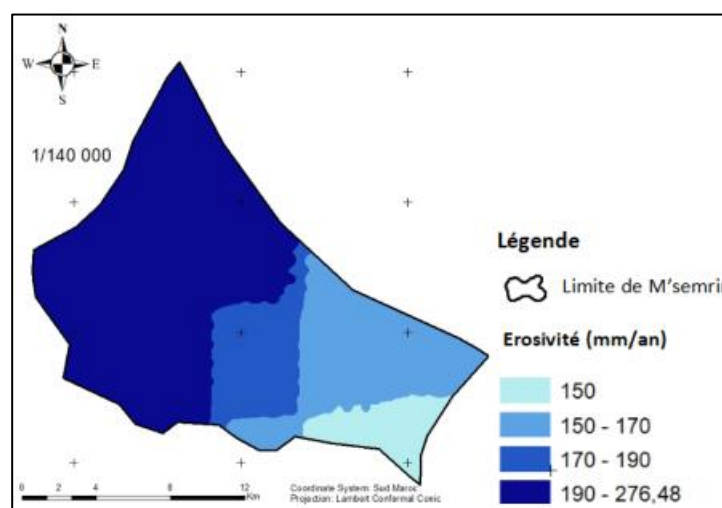 N
W E
S
1/140 000
Légende
Limite de M'semrir
Erosivité (mm/an)
150
150 - 170
170 - 190
190 - 276,48
0 2 4 8 12
Km
Coordinate System: Sud Maroc
Projection: Lambert Conformal Conic